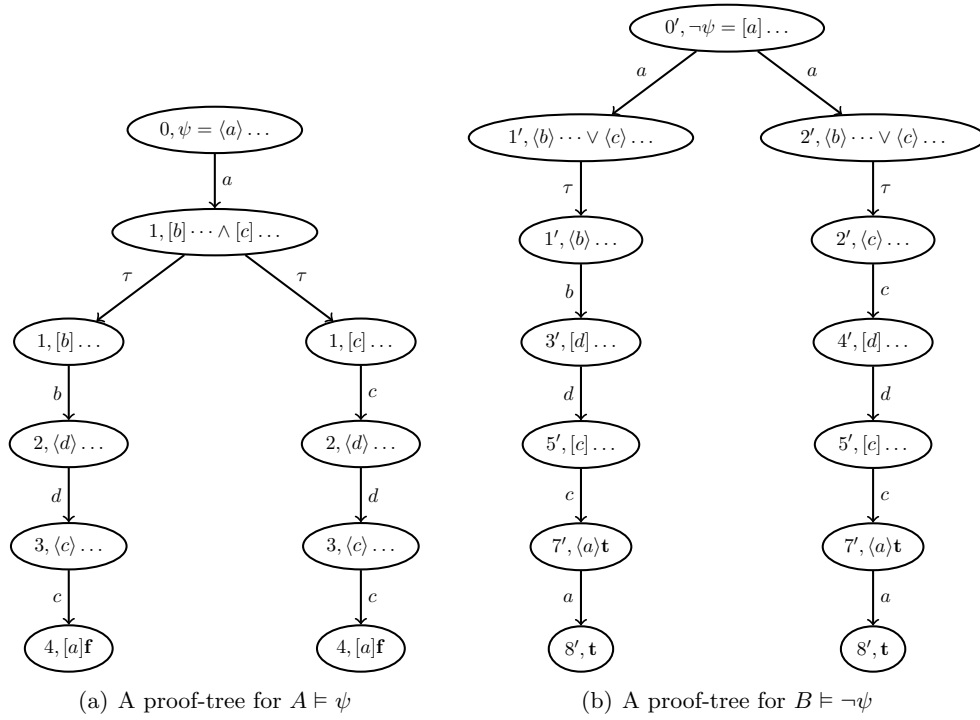 0, ψ = ⟨a⟩ …
a
1, [b] ⋯ ∧ [c] …
τ
τ
1, [b] …
1, [c] …
b
c
2, ⟨d⟩ …
2, ⟨d⟩ …
d
d
3, ⟨c⟩ …
3, ⟨c⟩ …
c
c
4, [a]f
4, [a]f
(a) A proof-tree for A ⊨ ψ
0′, ¬ψ = [a] …
a
a
1′, ⟨b⟩ ⋯ ∨ ⟨c⟩ …
2′, ⟨b⟩ ⋯ ∨ ⟨c⟩ …
τ
τ
1′, ⟨b⟩ …
2′, ⟨c⟩ …
b
c
3′, [d] …
4′, [d] …
d
d
5′, [c] …
5′, [c] …
c
c
7′, ⟨a⟩t
7′, ⟨a⟩t
a
a
8′, t
8′, t
(b) A proof-tree for B ⊨ ¬ψ